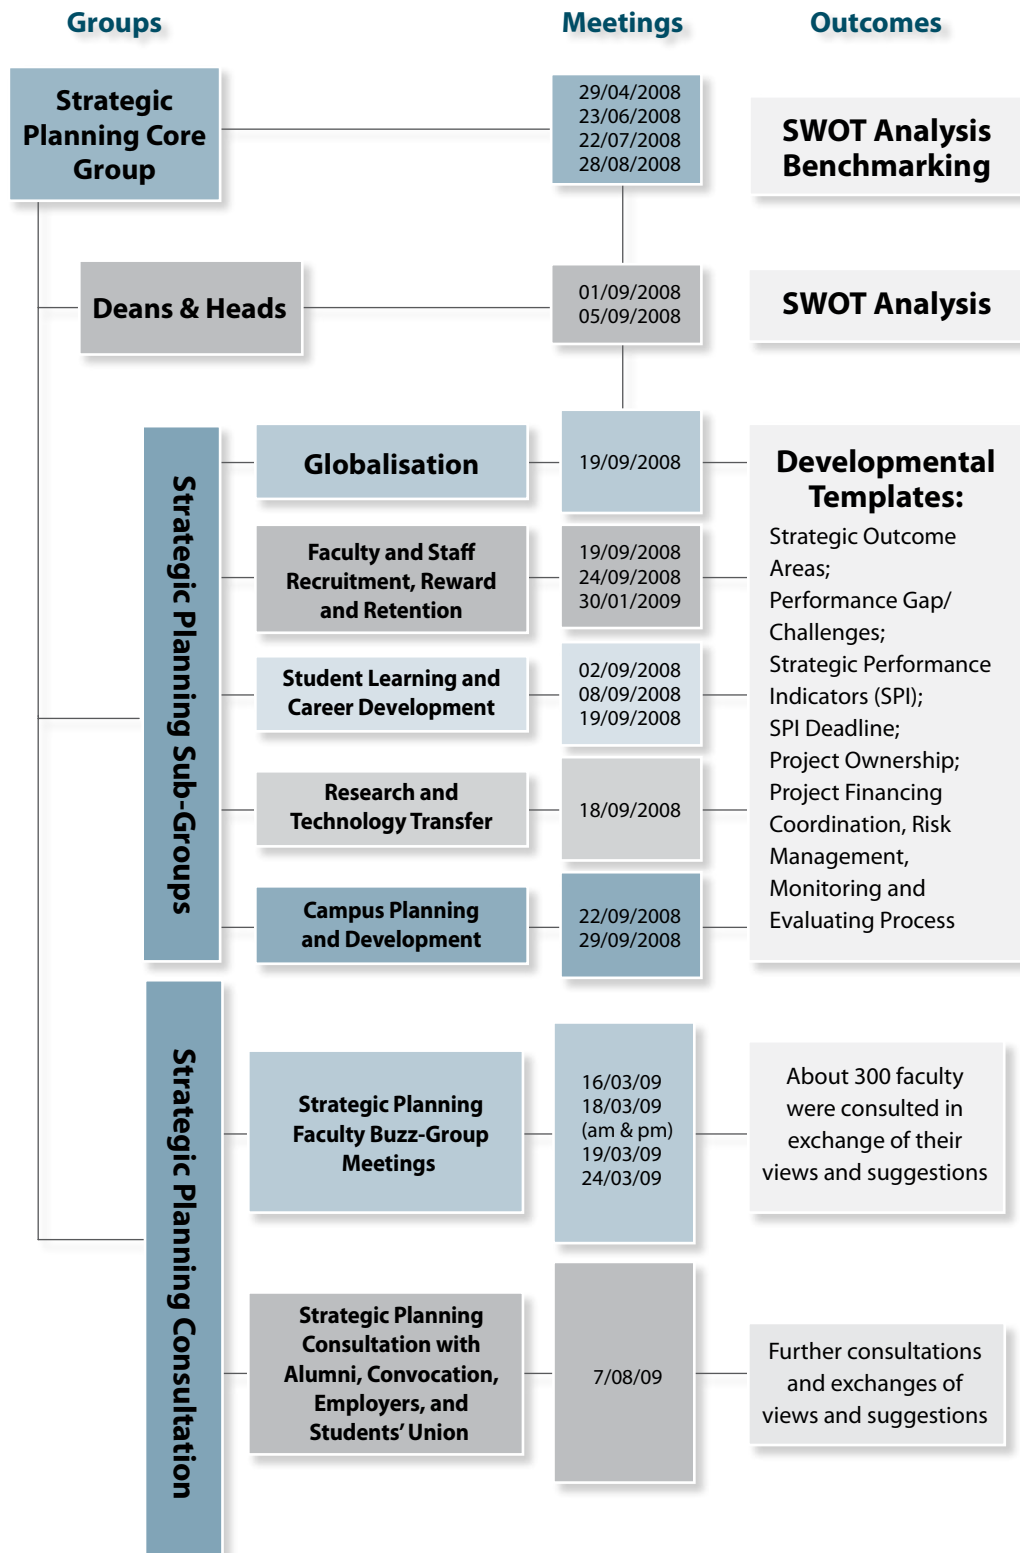 Groups
Meetings
Outcomes
Strategic
Planning Core
Group
29/04/2008
23/06/2008
22/07/2008
28/08/2008
SWOT Analysis
Benchmarking
Deans & Heads
01/09/2008
05/09/2008
SWOT Analysis
Strategic Planning Sub-Groups
Globalisation
19/09/2008
Faculty and Staff
Recruitment, Reward
and Retention
19/09/2008
24/09/2008
30/01/2009
Student Learning and
Career Development
02/09/2008
08/09/2008
19/09/2008
Research and
Technology Transfer
18/09/2008
Campus Planning
and Development
22/09/2008
29/09/2008
Developmental
Templates:
Strategic Outcome
Areas;
Performance Gap/
Challenges;
Strategic Performance
Indicators (SPI);
SPI Deadline;
Project Ownership;
Project Financing
Coordination, Risk
Management,
Monitoring and
Evaluating Process
Strategic Planning Consultation
Strategic Planning
Faculty Buzz-Group
Meetings
16/03/09
18/03/09
(am & pm)
19/03/09
24/03/09
About 300 faculty
were consulted in
exchange of their
views and suggestions
Strategic Planning
Consultation with
Alumni, Convocation,
Employers, and
Students’ Union
7/08/09
Further consultations
and exchanges of
views and suggestions